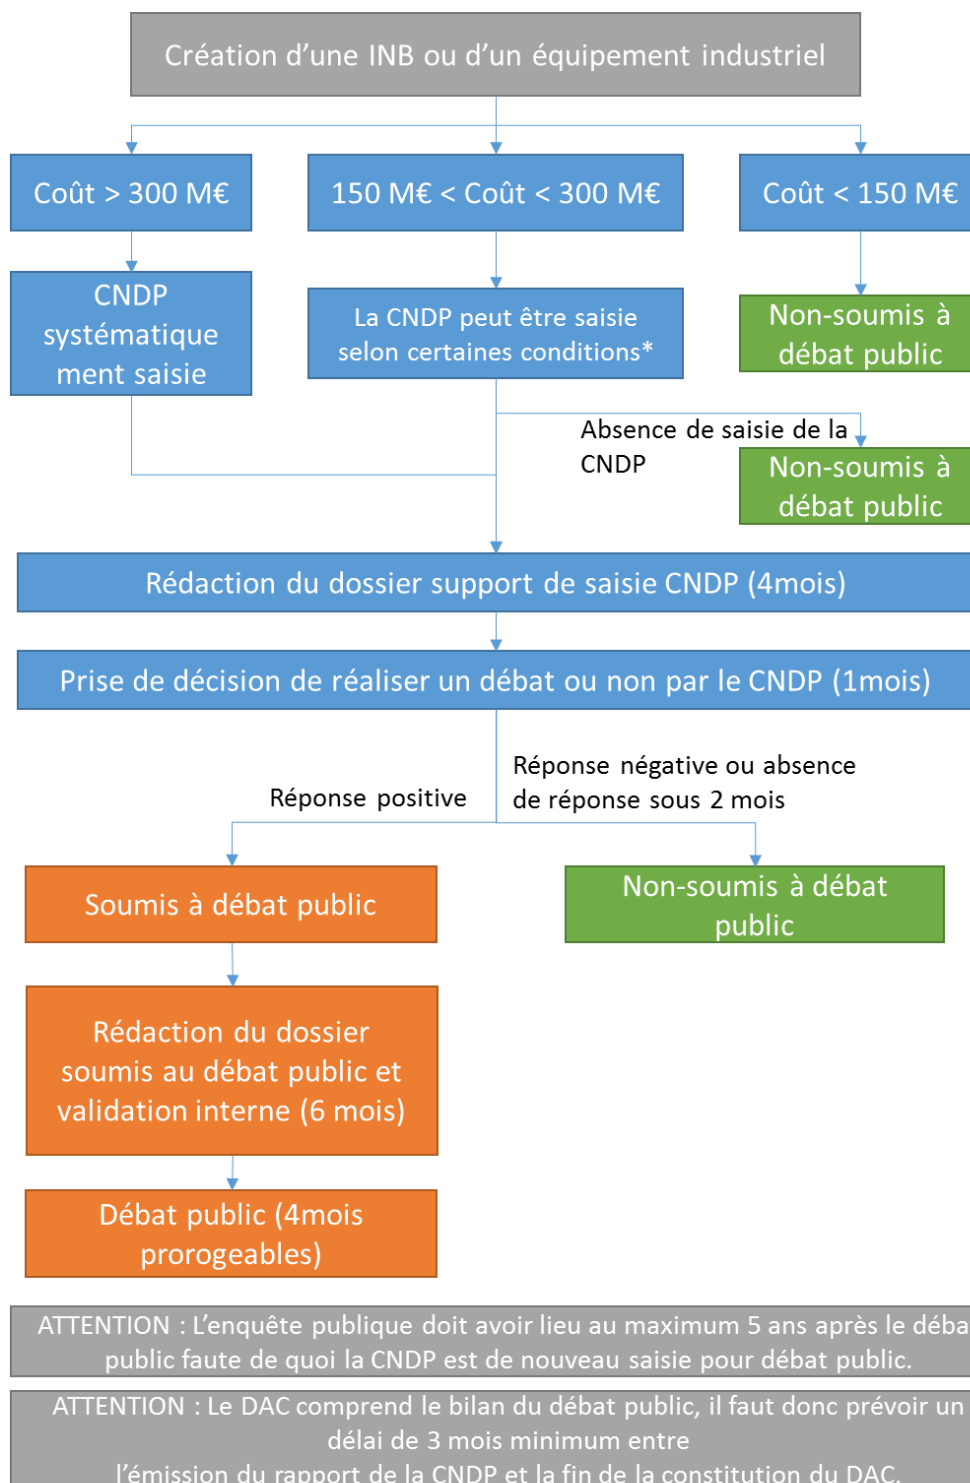 Création d’une INB ou d’un équipement industriel
Coût > 300 M€
150 M€ < Coût < 300 M€
Coût < 150 M€
CNDP
systématique
ment saisie
La CNDP peut être saisie
selon certaines conditions*
Non-soumis à
débat public
Absence de saisie de la
CNDP
Non-soumis à
débat public
Rédaction du dossier support de saisie CNDP (4mois)
Prise de décision de réaliser un débat ou non par le CNDP (1mois)
Réponse positive
Réponse négative ou absence
de réponse sous 2 mois
Soumis à débat public
Non-soumis à débat
public
Rédaction du dossier
soumis au débat public et
validation interne (6 mois)
Débat public (4mois
prorogeables)
ATTENTION : L’enquête publique doit avoir lieu au maximum 5 ans après le déba
public faute de quoi la CNDP est de nouveau saisie pour débat public.
ATTENTION : Le DAC comprend le bilan du débat public, il faut donc prévoir un
délai de 3 mois minimum entre
l’émission du rapport de la CNDP et la fin de la constitution du DAC.